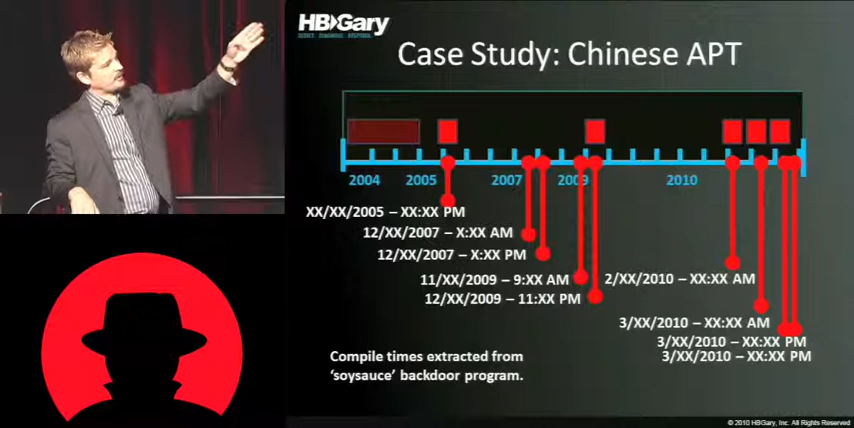 HBGary
DETECT. DIAGNOSE. RESPOND.
Case Study: Chinese APT
2004 2005 2007 2009 2010
XX/XX/2005 – XX:XX PM
12/XX/2007 – X:XX AM
12/XX/2007 – X:XX PM
11/XX/2009 – 9:XX AM
12/XX/2009 – 11:XX PM
2/XX/2010 – XX:XX AM
3/XX/2010 – XX:XX AM
3/XX/2010 – XX:XX PM
3/XX/2010 – XX:XX PM
Compile times extracted from
‘soysauce’ backdoor program.
© 2010 HBGary, Inc. All Rights Reserved